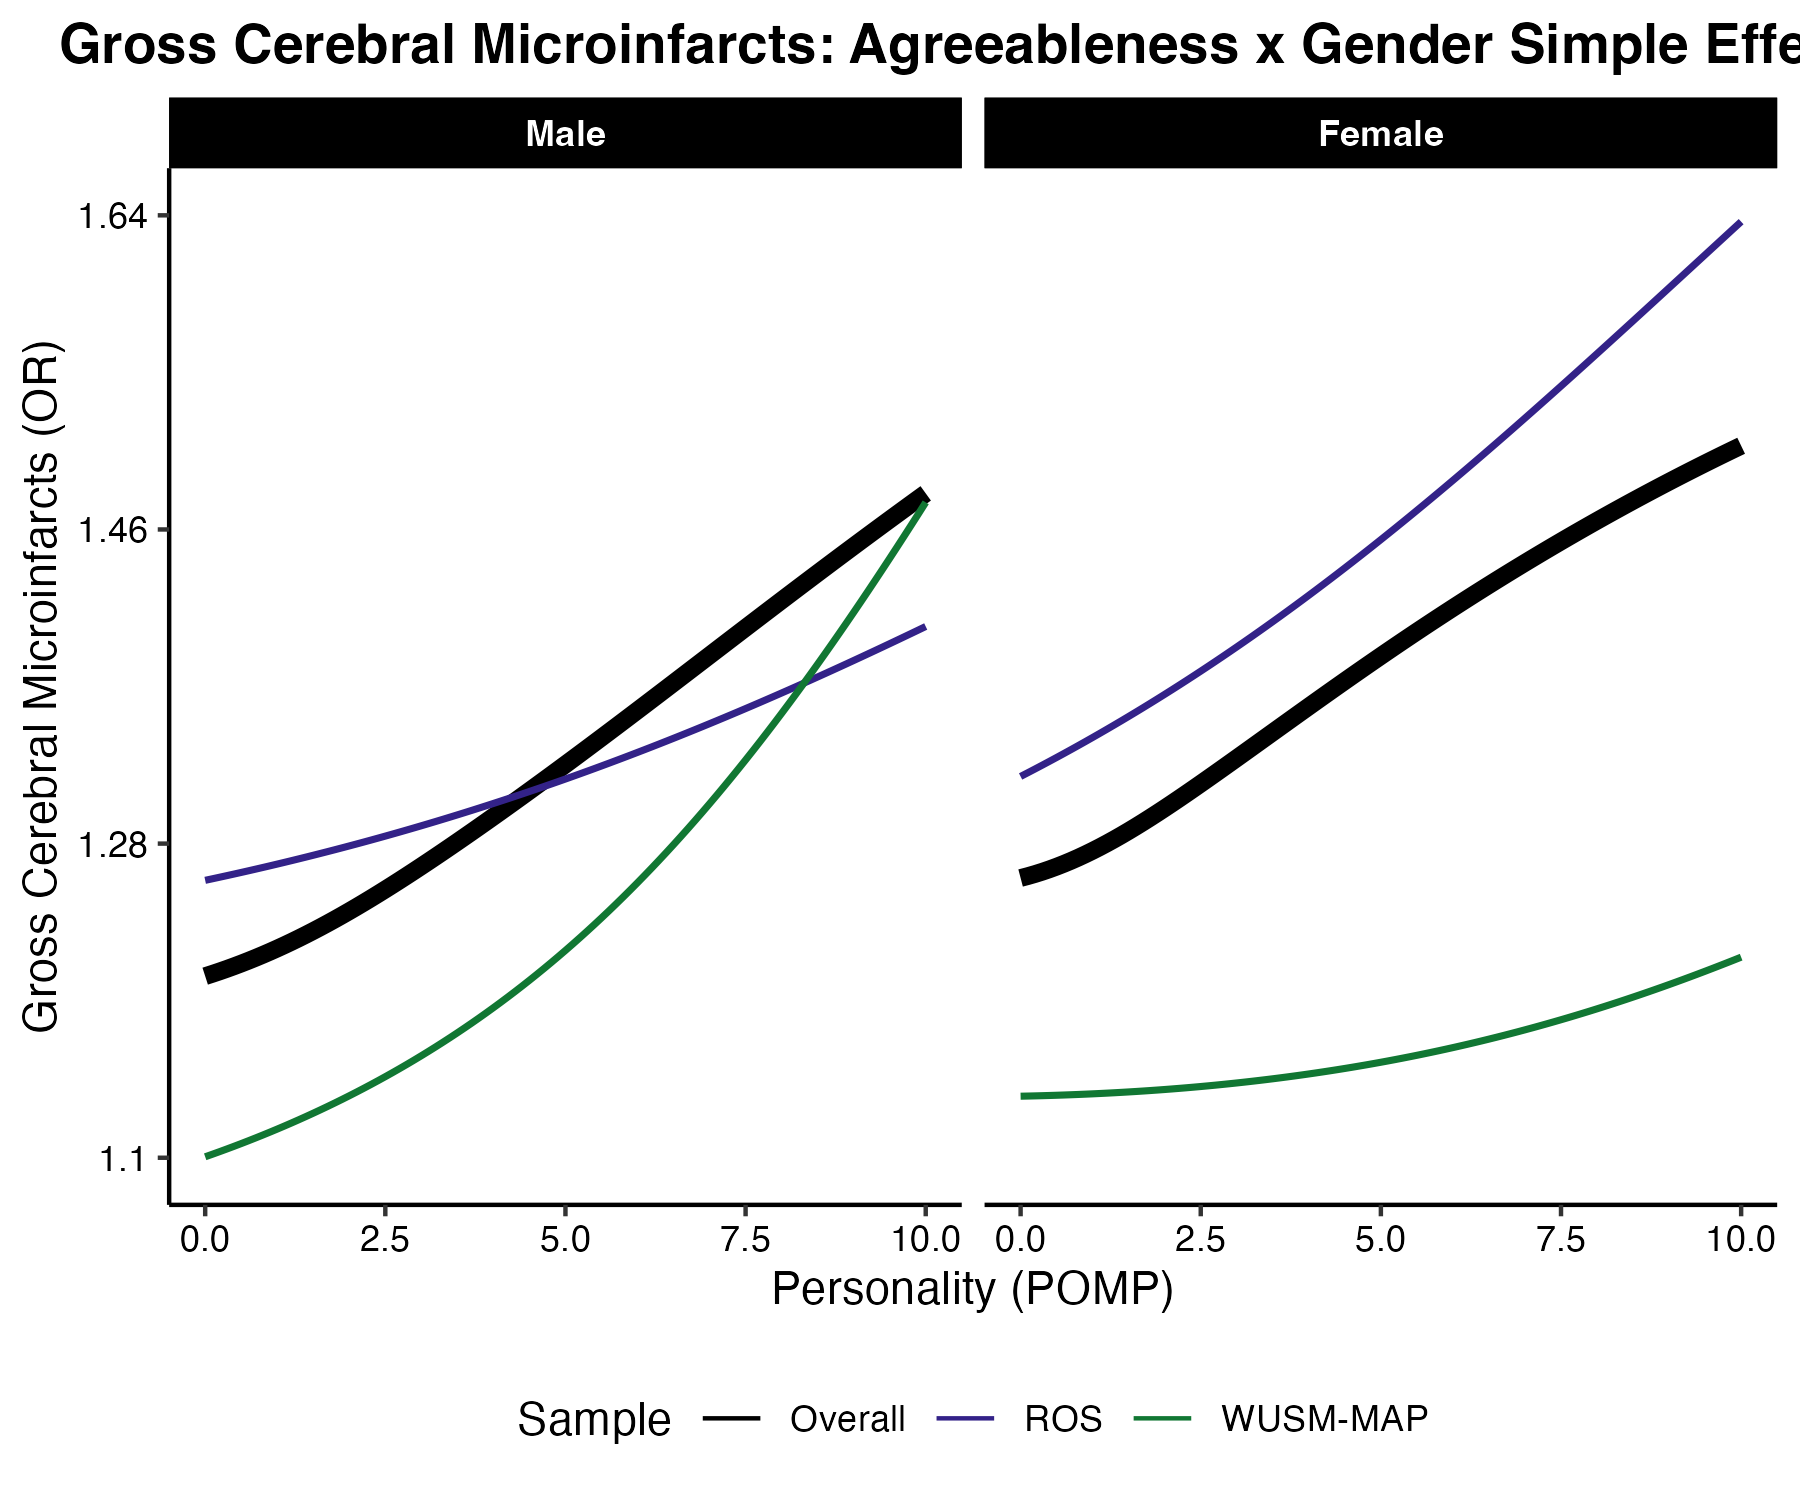 Gross Cerebral Microinfarcts: Agreeableness x Gender Simple Effe
Male Female
Gross Cerebral Microinfarcts (OR)
1.64
1.46
1.28
1.1
0.0 2.5 5.0 7.5 10.0 0.0 2.5 5.0 7.5 10.0
Personality (POMP)
Sample Overall ROS WUSM-MAP